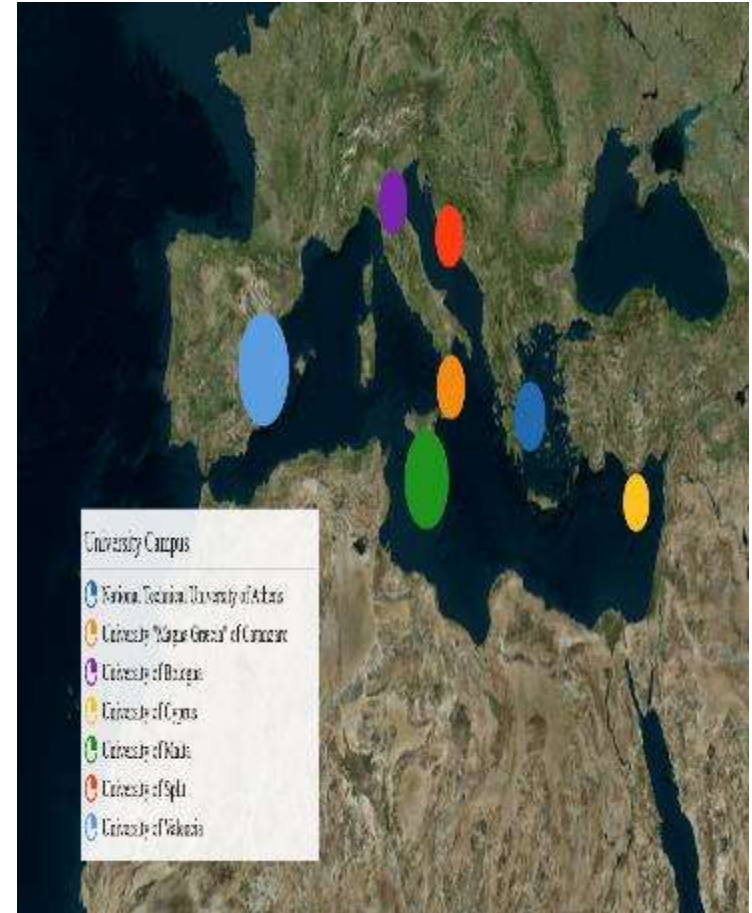 University Campus
National Technical University of Athens
University "Magna Graecia" of Catanzaro
University of Bologna
University of Cyprus
University of Malta
University of Split
University of Valencia